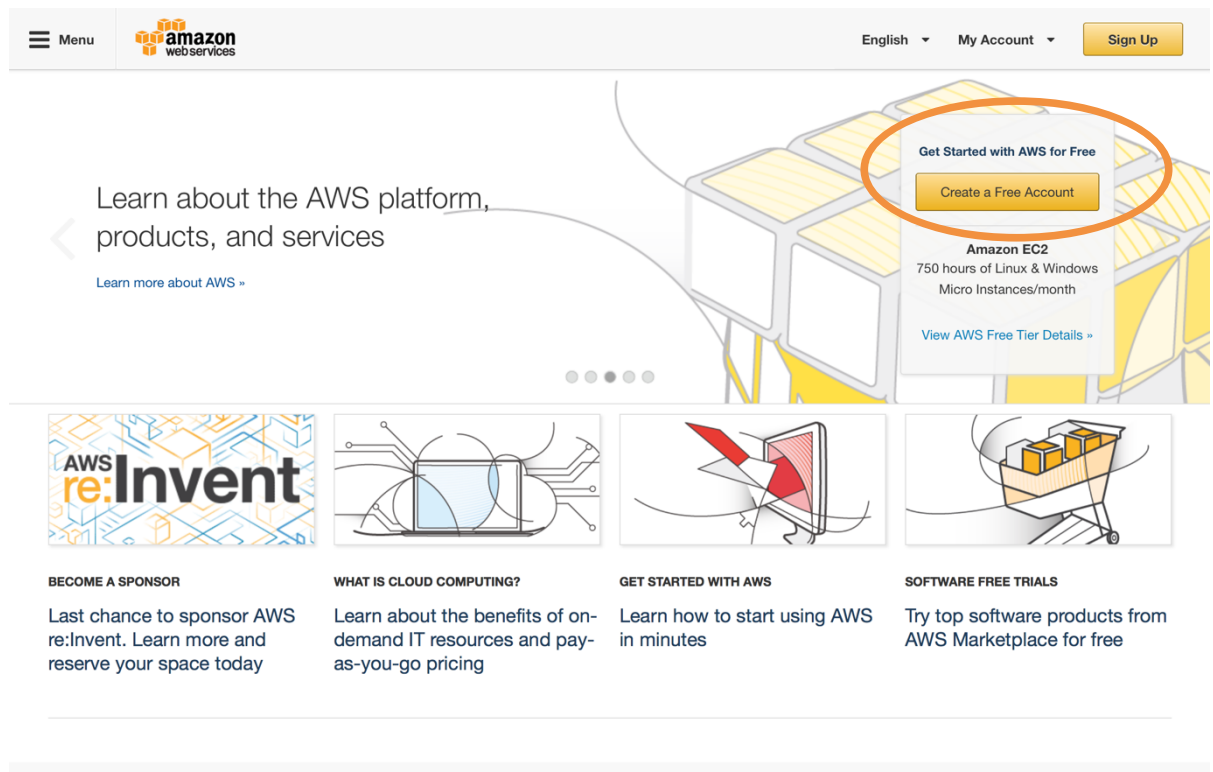 Menu
amazon
webservices
English
My Account
Sign Up
Learn about the AWS platform,
products, and services
Learn more about AWS »
Get Started with AWS for Free
Create a Free Account
Amazon EC2
750 hours of Linux & Windows
Micro Instances/month
View AWS Free Tier Details »
AWS
re:Invent
BECOME A SPONSOR
Last chance to sponsor AWS
re:Invent. Learn more and
reserve your space today
WHAT IS CLOUD COMPUTING?
Learn about the benefits of on-
demand IT resources and pay-
as-you-go pricing
GET STARTED WITH AWS
Learn how to start using AWS
in minutes
SOFTWARE FREE TRIALS
Try top software products from
AWS Marketplace for free